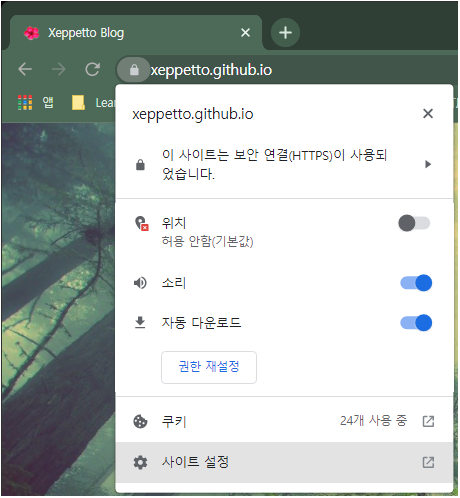 Xeppetto Blog
xeppetto.github.io
앱
Lear
xeppetto.github.io
이 사이트는 보안 연결(HTTPS)이 사용되
었습니다.
위치
허용 안함(기본값)
소리
자동 다운로드
권한 재설정
쿠키 24개 사용 중
사이트 설정